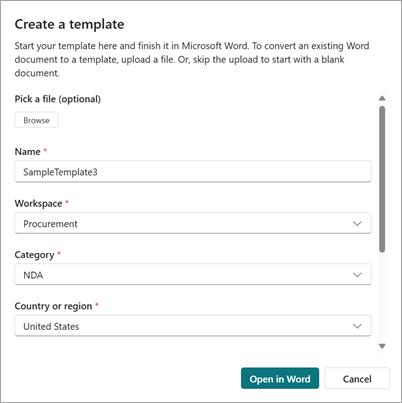 Create a template
Start your template here and finish it in Microsoft Word. To convert an existing Word
document to a template, upload a file. Or, skip the upload to start with a blank
document.
Pick a file (optional)
Browse
Name *
SampleTemplate3
Workspace *
Procurement
Category *
NDA
Country or region *
United States
Open in Word
Cancel